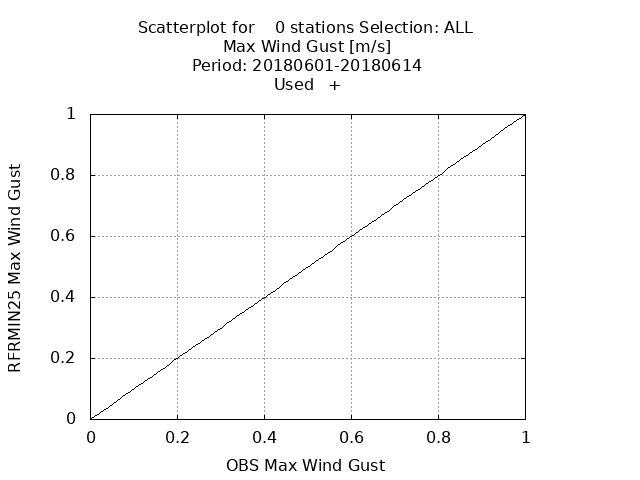 Scatterplot for    0 stations Selection: ALL
Max Wind Gust [m/s]
Period: 20180601-20180614
Used   +
1
0.8
0.6
0.4
0.2
0
RFRMIN25 Max Wind Gust
0 0.2 0.4 0.6 0.8 1
OBS Max Wind Gust